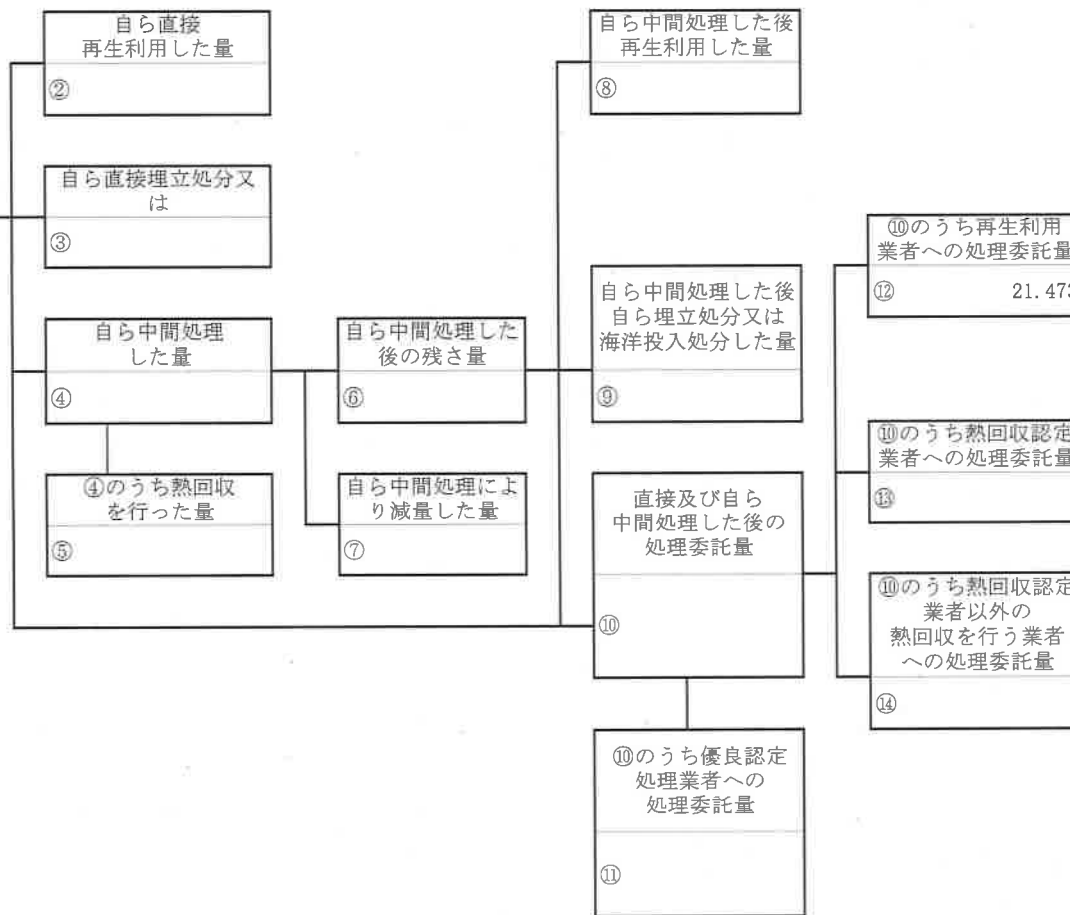 自ら直接
再生利用した量
②
自ら直接埋立処分又
は
③
自ら中間処理
した量
④
④のうち熱回収
を行った量
⑤
自ら中間処理した
後の残さ量
⑥
自ら中間処理によ
り減量した量
⑦
自ら中間処理した後
再生利用した量
⑧
自ら中間処理した後
自ら埋立処分又は
海洋投入処分した量
⑨
直接及び自ら
中間処理した後の
処理委託量
⑩
⑩のうち優良認定
処理業者への
処理委託量
⑪
⑩のうち再生利用
業者への処理委託量
⑫ 21.473
⑩のうち熱回収認定
業者への処理委託量
⑬
⑩のうち熱回収認定
業者以外の
熱回収を行う業者
への処理委託量
⑭